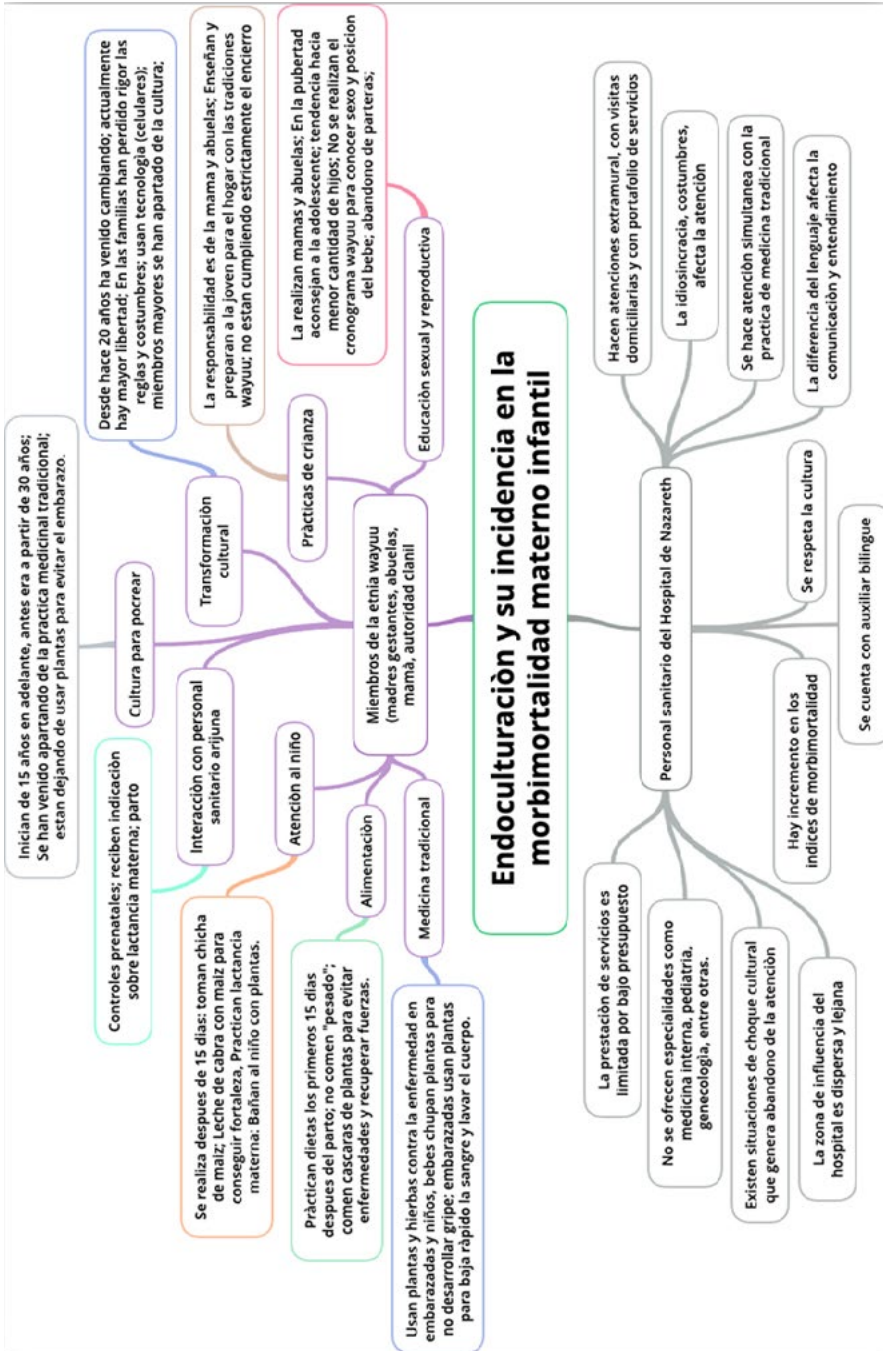 Endoculturaciòn y su incidencia en la
morbimortalidad materno infantil
Miembros de la etnia wayuu
(madres gestantes, abuelas,
mamà, autoridad clanil
Medicina tradicional
Usan plantas y hierbas contra la enfermedad en
embarazadas y niños, bebes chupan plantas para
no desarrollar gripe; embarazadas usan plantas
para baja ràpido la sangre y lavar el cuerpo.
Alimentaciòn
Pràctican dietas los primeros 15 dias
despues del parto; no comen "pesado";
comen cascaras de plantas para evitar
enfermedades y recuperar fuerzas.
Atenciòn al niño
Se realiza despues de 15 dias: toman chicha
de maiz; Leche de cabra con maiz para
conseguir fortaleza, Practican lactancia
materna: Bañan al niño con plantas.
Interacciòn con personal
sanitario arijuna
Controles prenatales; reciben indicaciòn
sobre lactancia materna; parto
Cultura para pocrear
Inician de 15 años en adelante, antes era a partir de 30 años;
Se han venido apartando de la practica medicinal tradicional;
estan dejando de usar plantas para evitar el embarazo.
Transformaciòn
cultural
Desde hace 20 años ha venido cambiando; actualmente
hay mayor libertad; En las familias han perdido rigor las
reglas y costumbres; usan tecnologìa (celulares);
miembros mayores se han apartado de la cultura;
Pràcticas de crianza
La responsabilidad es de la mama y abuelas; Enseñan y
preparan a la joven para el hogar con las tradiciones
wayuu; no estan cumpliendo estrictamente el encierro
Educaciòn sexual y reproductiva
La realizan mamas y abuelas; En la pubertad
aconsejan a la adolescente; tendencia hacia
menor cantidad de hijos; No se realizan el
cronograma wayuu para conocer sexo y posicion
del bebe; abandono de parteras;
Personal sanitario del Hospital de Nazareth
La prestaciòn de servicios es
limitada por bajo presupuesto
No se ofrecen especialidades como
medicina interna, pediatria.
genecologìa, entre otras.
Existen situaciones de choque cultural
que genera abandono de la atenciòn
La zona de influencia del
hospital es dispersa y lejana
Hay incremento en los
indices de morbimortalidad
Se cuenta con auxiliar bilingue
Se respeta la cultura
Hacen atenciones extramural, con visitas
domiciliarias y con portafolio de servicios
La idiosincracia, costumbres,
afecta la atenciòn
Se hace atenciòn simultanea con la
practica de medicina tradicional
La diferencia del lenguaje afecta la
comunicaciòn y entendimiento